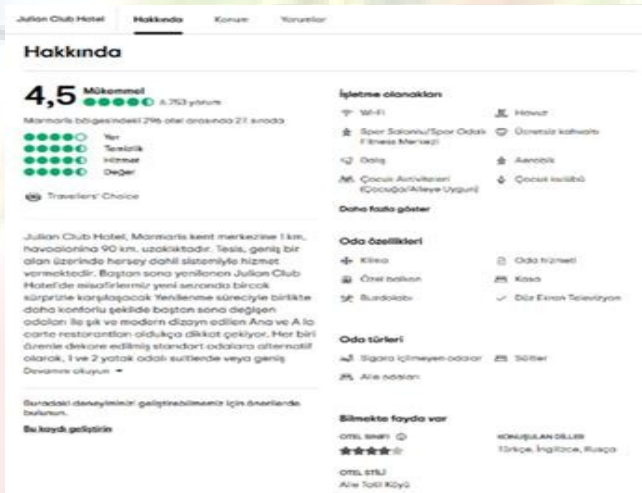 Julian Club Hotel Hakkında Konum Yorumlar
Hakkında
4,5 Mükemmel
6.753 yorum
Marmaris bölgesindeki 296 otel arasında 27. sırada
Yer
Temizlik
Hizmet
Değer
Travellers' Choice
Julian Club Hotel, Marmaris kent merkezine 1 km,
havaalanina 90 km. uzaklıktadır. Tesis, geniş bir
alan üzerinde hersey dahil sistemiyle hizmet
vermektedir. Baştan sona yenilenen Julian Club
Hotel'de misafirlerimiz yeni sezonda bircok
sürprizle karşılaşacak Yenilenme süreciyle birlikte
daha konforlu şekilde baştan sona değişen
odaları ile şık ve modern dizayn edilen Ana ve A la
carte restorantları oldukça dikkat çekiyor. Her biri
özenle dekore edilmiş standart odalara alternatif
olarak, 1 ve 2 yatak odalı suitlerde veya geniş
Devamını okuyun
Buradaki deneyiminizi geliştirebilmemiz için önerilerde
bulunun.
Bu kaydı geliştirin
İşletme olanakları
Wi-Fi Havuz
Spor Salonu/Spor Odalı Ücretsiz kahvaltı
Fitness Merkezi
Dalış Aerobik
Çocuk Aktiviteleri Çocuk kulübü
(Çocuğa/Aileye Uygun)
Daha fazla göster
Oda özellikleri
Klima Oda hizmeti
Özel balkon Kasa
Buzdolabı Düz Ekran Televizyon
Oda türleri
Sigara içilmeyen odalar Süitler
Aile odaları
Bilmekte fayda var
OTEL SINIFI KONUŞULAN DİLLER
Türkçe, İngilizce, Rusça
OTEL STİLİ
Aile Tatil Köyü